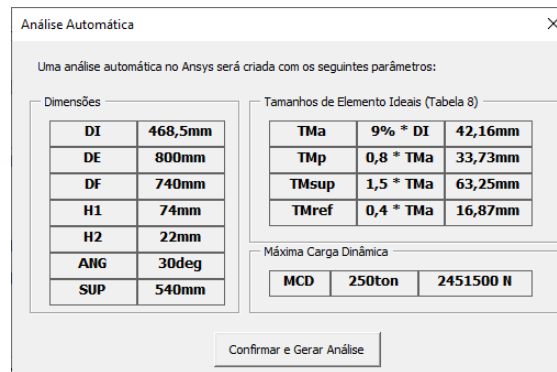 Análise Automática
Uma análise automática no Ansys será criada com os seguintes parâmetros:
Dimensões
DI 468,5mm
DE 800mm
DF 740mm
H1 74mm
H2 22mm
ANG 30deg
SUP 540mm
Tamanhos de Elemento Ideais (Tabela 8)
TMa 9% * DI 42,16mm
TMp 0,8 * TMa 33,73mm
TMsup 1,5 * TMa 63,25mm
TMref 0,4 * TMa 16,87mm
Máxima Carga Dinâmica
MCD 250ton 2451500 N
Confirmar e Gerar Análise